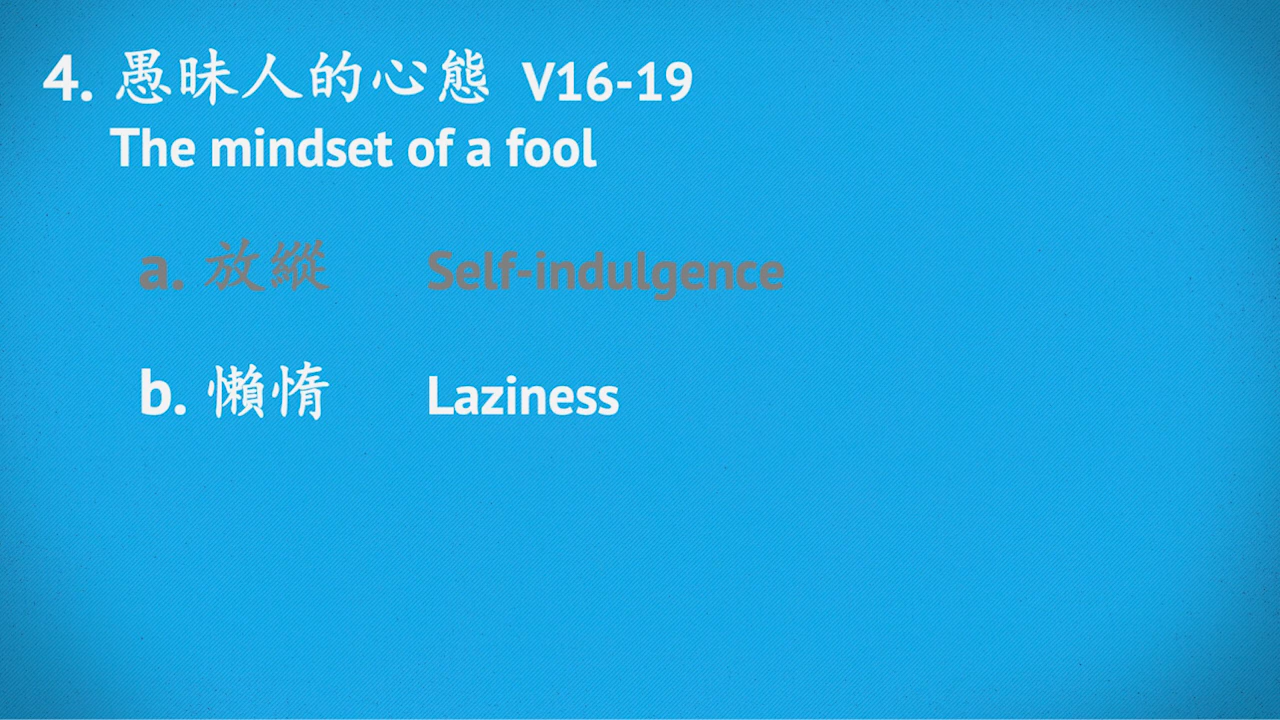 4. 愚昧人的心態 V16-19
The mindset of a fool
a. 放縱 Self-indulgence
b. 懶惰 Laziness